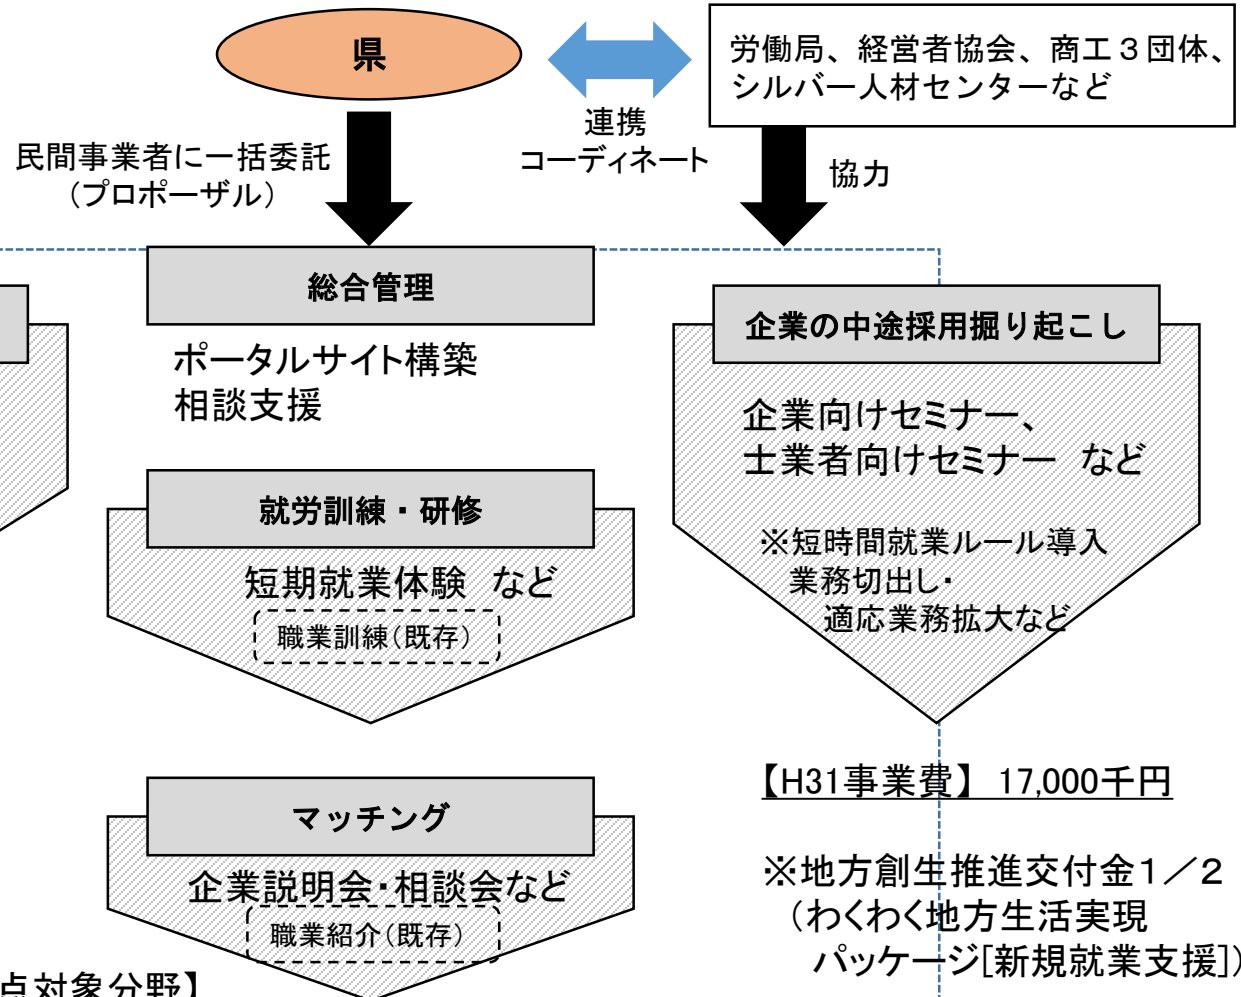 県
労働局、経営者協会、商工３団体、
シルバー人材センターなど
連携
コーディネート
民間事業者に一括委託
（プロポーザル）
協力
総合管理
ポータルサイト構築
相談支援
企業の中途採用掘り起こし
企業向けセミナー、
士業者向けセミナー など
※短時間就業ルール導入
業務切出し・
適応業務拡大など
就労訓練・研修
短期就業体験 など
職業訓練（既存）
マッチング
企業説明会・相談会など
職業紹介（既存）
【H31事業費】 17,000千円
※地方創生推進交付金１／２
（わくわく地方生活実現
パッケージ[新規就業支援]）
点対象分野】